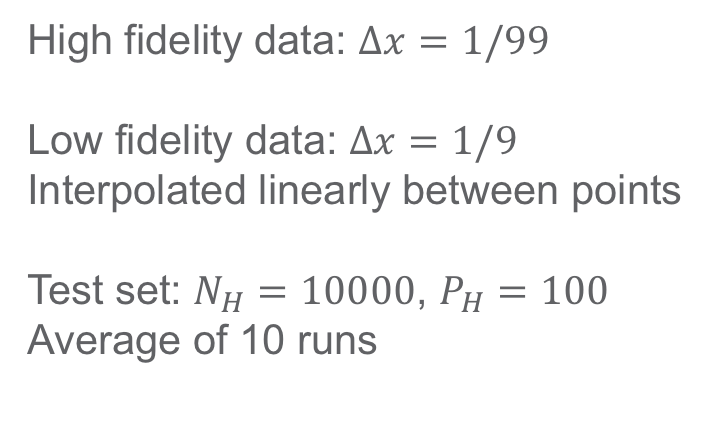 High fidelity data: Δx = 1/99
Low fidelity data: Δx = 1/9
Interpolated linearly between points
Test set: N_H = 10000, P_H = 100
Average of 10 runs